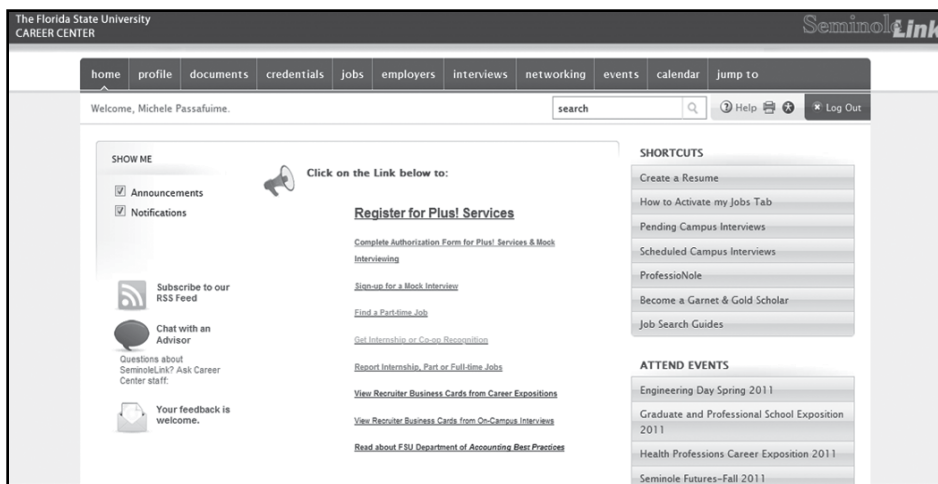 The Florida State University
CAREER CENTER
SeminoleLink
home profile documents credentials jobs employers interviews networking events calendar jump to
Welcome, Michele Passafuime.
search
Help
Log Out
SHOW ME
Announcements
Notifications
Subscribe to our
RSS Feed
Chat with an
Advisor
Questions about
SeminoleLink? Ask Career
Center staff:
Your feedback is
welcome.
Click on the Link below to:
Register for Plus! Services
Complete Authorization Form for Plus! Services & Mock
Interviewing
Sign-up for a Mock Interview
Find a Part-time Job
Get Internship or Co-op Recognition
Report Internship, Part or Full-time Jobs
View Recruiter Business Cards from Career Expositions
View Recruiter Business Cards from On-Campus Interviews
Read about FSU Department of Accounting Best Practices
SHORTCUTS
Create a Resume
How to Activate my Jobs Tab
Pending Campus Interviews
Scheduled Campus Interviews
ProfessioNole
Become a Garnet & Gold Scholar
Job Search Guides
ATTEND EVENTS
Engineering Day Spring 2011
Graduate and Professional School Exposition
2011
Health Professions Career Exposition 2011
Seminole Futures-Fall 2011